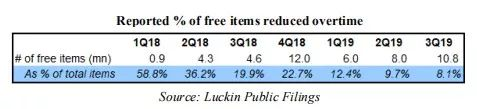 Reported % of free items reduced overtime
1Q18 2Q18 3Q18 4Q18 1Q19 2Q19 3Q19
# of free items (mn) 0.9 4.3 4.6 12.0 6.0 8.0 10.8
As % of total items 58.8% 36.2% 19.9% 22.7% 12.4% 9.7% 8.1%
Source: Luckin Public Filings